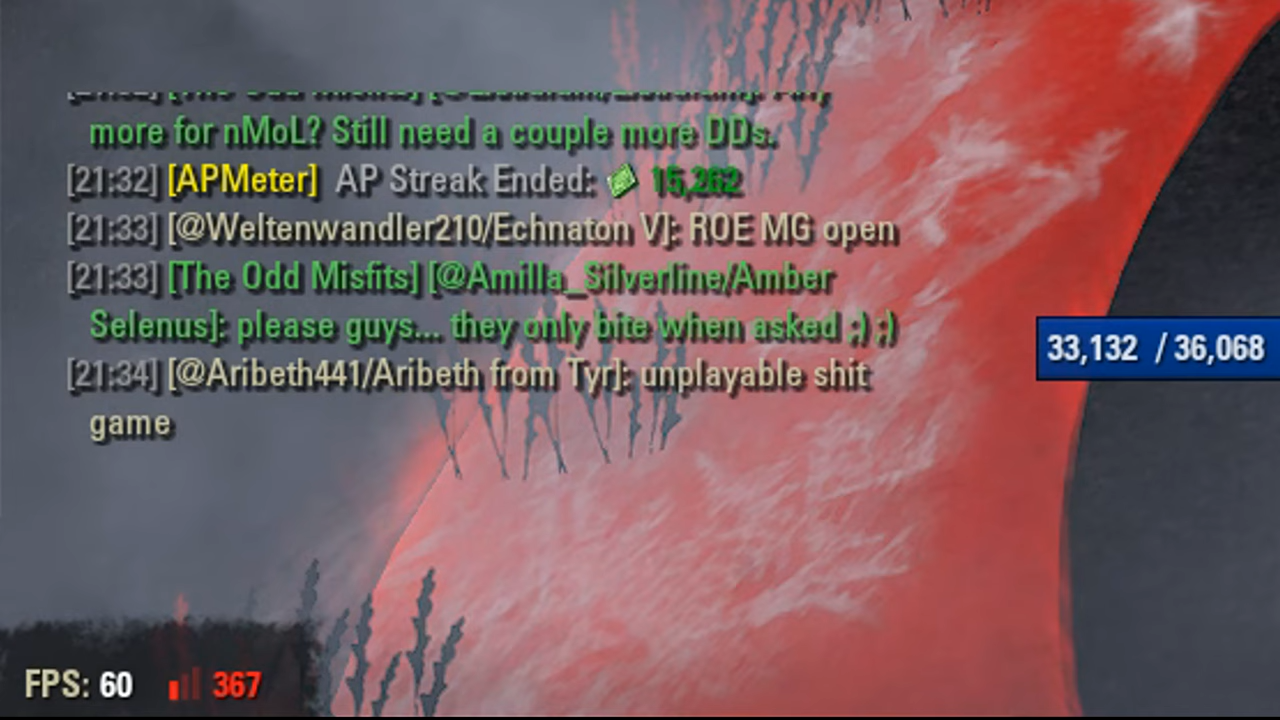 more for nMoL? Still need a couple more DDs.
[21:32] [APMeter] AP Streak Ended: 15,262
[21:33] [@Weltenwandler210/Echnaton V]: ROE MG open
[21:33] [The Odd Misfits] [@Amilla_Silverline/Amber
Selenus]: please guys... they only bite when asked ;) ;)
[21:34] [@Aribeth441/Aribeth from Tyr]: unplayable shit
game
33,132 / 36,068
FPS: 60 367